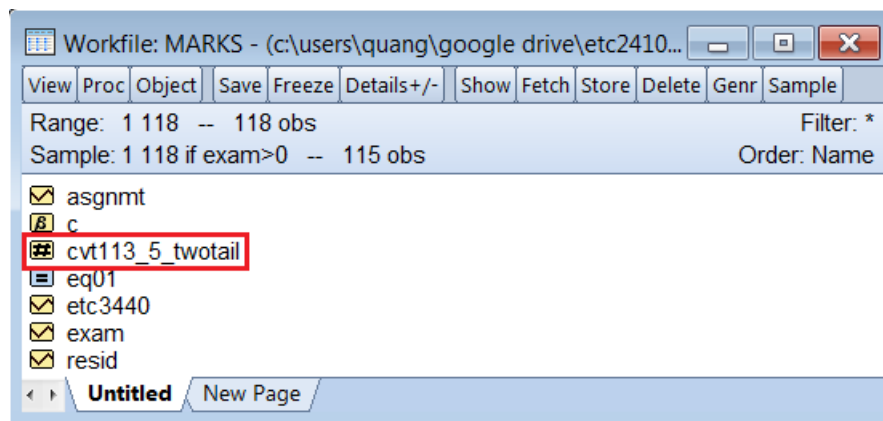 Workfile: MARKS - (c:\users\quang\google drive\etc2410...
View Proc Object Save Freeze Details+/- Show Fetch Store Delete Genr Sample
Range: 1 118 -- 118 obs Filter: *
Sample: 1 118 if exam>0 -- 115 obs Order: Name
asgnmt
β c
cvt113_5_twotail
eq01
etc3440
exam
resid
Untitled New Page